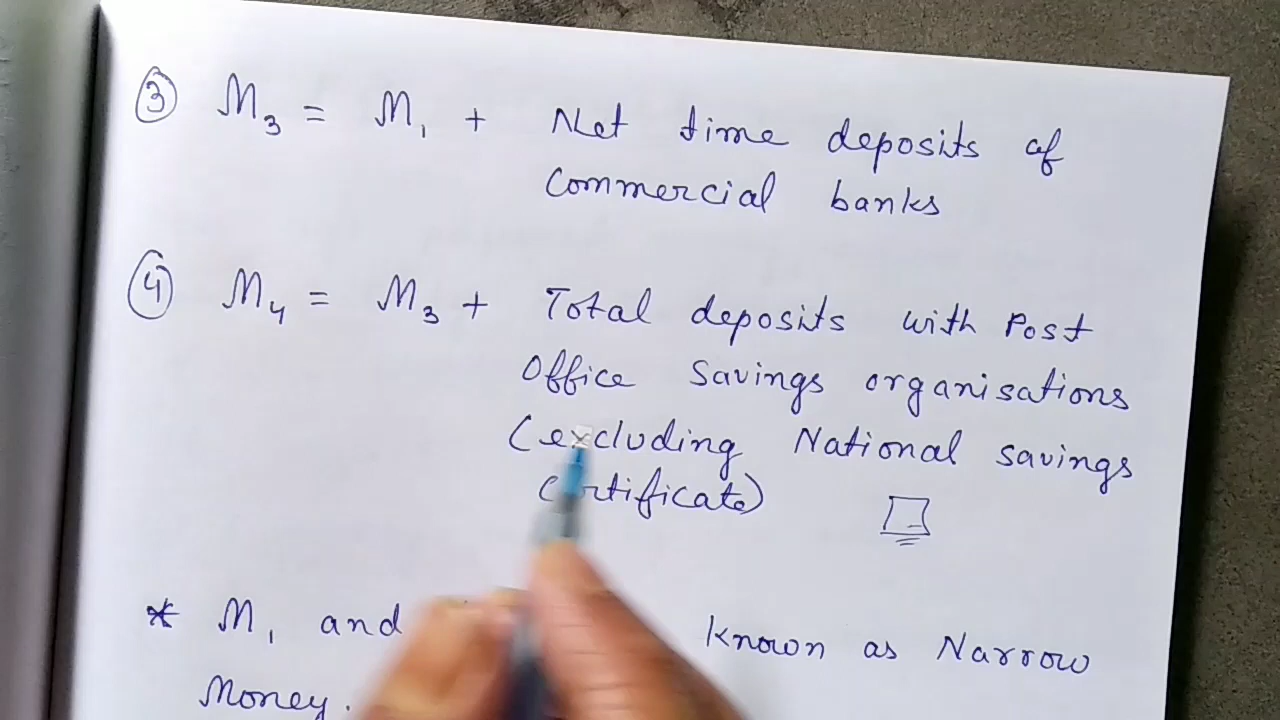 ③ M₃ = M₁ + Net time deposits of
Commercial banks
④ M₄ = M₃ + Total deposits with Post
Office Savings organisations
(excluding National savings
Certificate)
* M₁ and known as Narrow
Money.